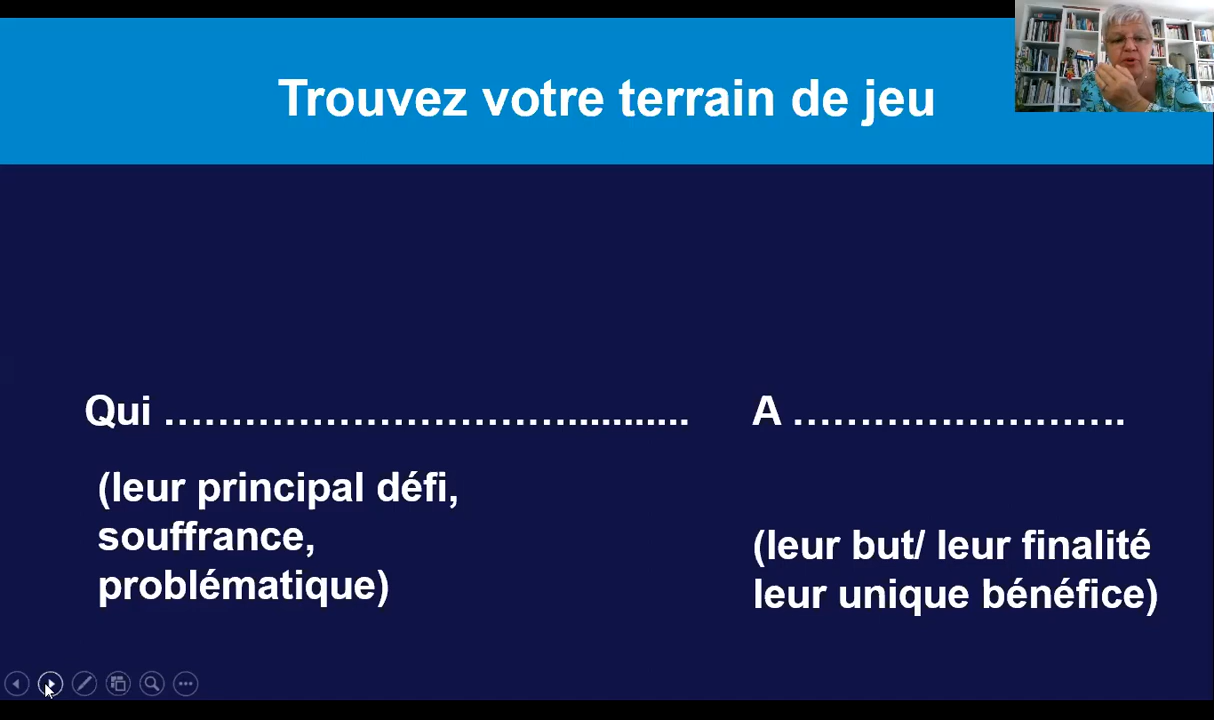 Trouvez votre terrain de jeu
Qui ……………………………........... A …………………….
(leur principal défi,
souffrance,
problématique)
(leur but/ leur finalité
leur unique bénéfice)